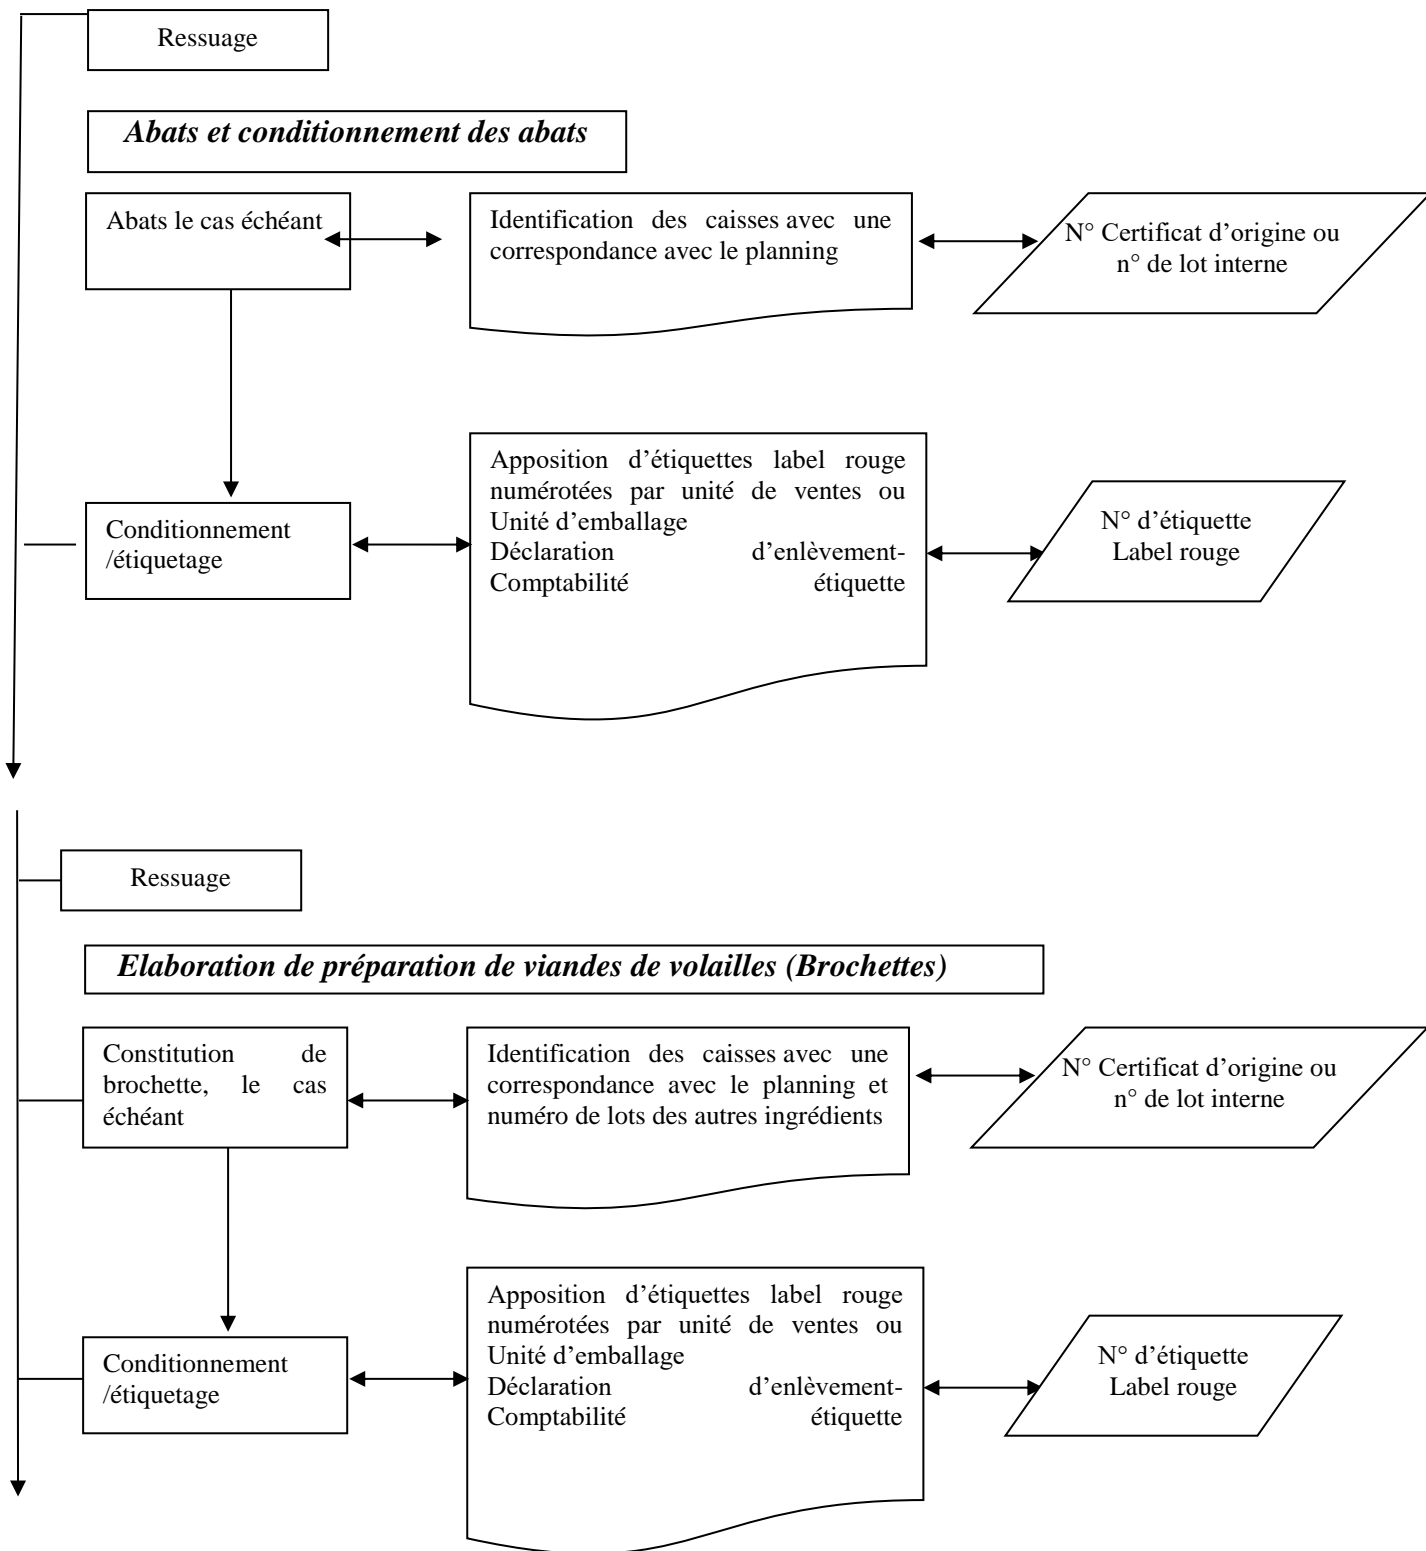 Ressuage
Abats et conditionnement des abats
Abats le cas échéant
Identification des caisses avec une
correspondance avec le planning
N° Certificat d'origine ou
n° de lot interne
Conditionnement
/étiquetage
Apposition d'étiquettes label rouge
numérotées par unité de ventes ou
Unité d'emballage
Déclaration d'enlèvement-
Comptabilité étiquette
N° d'étiquette
Label rouge
Ressuage
Elaboration de préparation de viandes de volailles (Brochettes)
Constitution de
brochette, le cas
échéant
Identification des caisses avec une
correspondance avec le planning et
numéro de lots des autres ingrédients
N° Certificat d'origine ou
n° de lot interne
Conditionnement
/étiquetage
Apposition d'étiquettes label rouge
numérotées par unité de ventes ou
Unité d'emballage
Déclaration d'enlèvement-
Comptabilité étiquette
N° d'étiquette
Label rouge